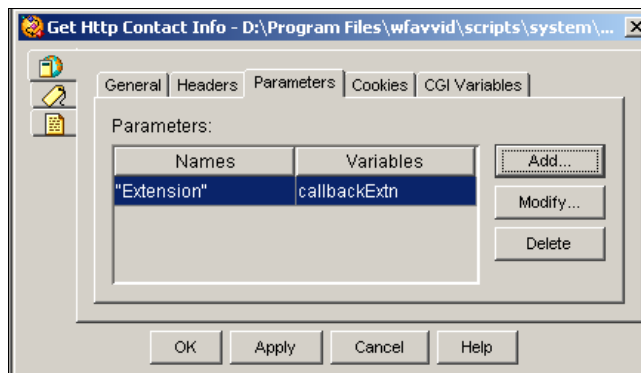 Get Http Contact Info - D:\Program Files\wfavvid\scripts\system\...
General Headers Parameters Cookies CGI Variables
Parameters:
Names Variables
"Extension" callbackExtn
Add...
Modify...
Delete
OK Apply Cancel Help